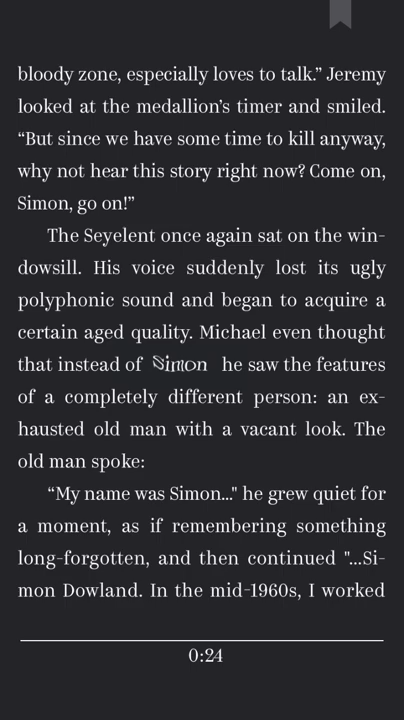 bloody zone, especially loves to talk.” Jeremy
looked at the medallion’s timer and smiled.
“But since we have some time to kill anyway,
why not hear this story right now? Come on,
Simon, go on!”
The Seyelent once again sat on the win-
dowsill. His voice suddenly lost its ugly
polyphonic sound and began to acquire a
certain aged quality. Michael even thought
that instead of Simon he saw the features
of a completely different person: an ex-
hausted old man with a vacant look. The
old man spoke:
“My name was Simon..." he grew quiet for
a moment, as if remembering something
long-forgotten, and then continued "...Si-
mon Dowland. In the mid-1960s, I worked
0:24